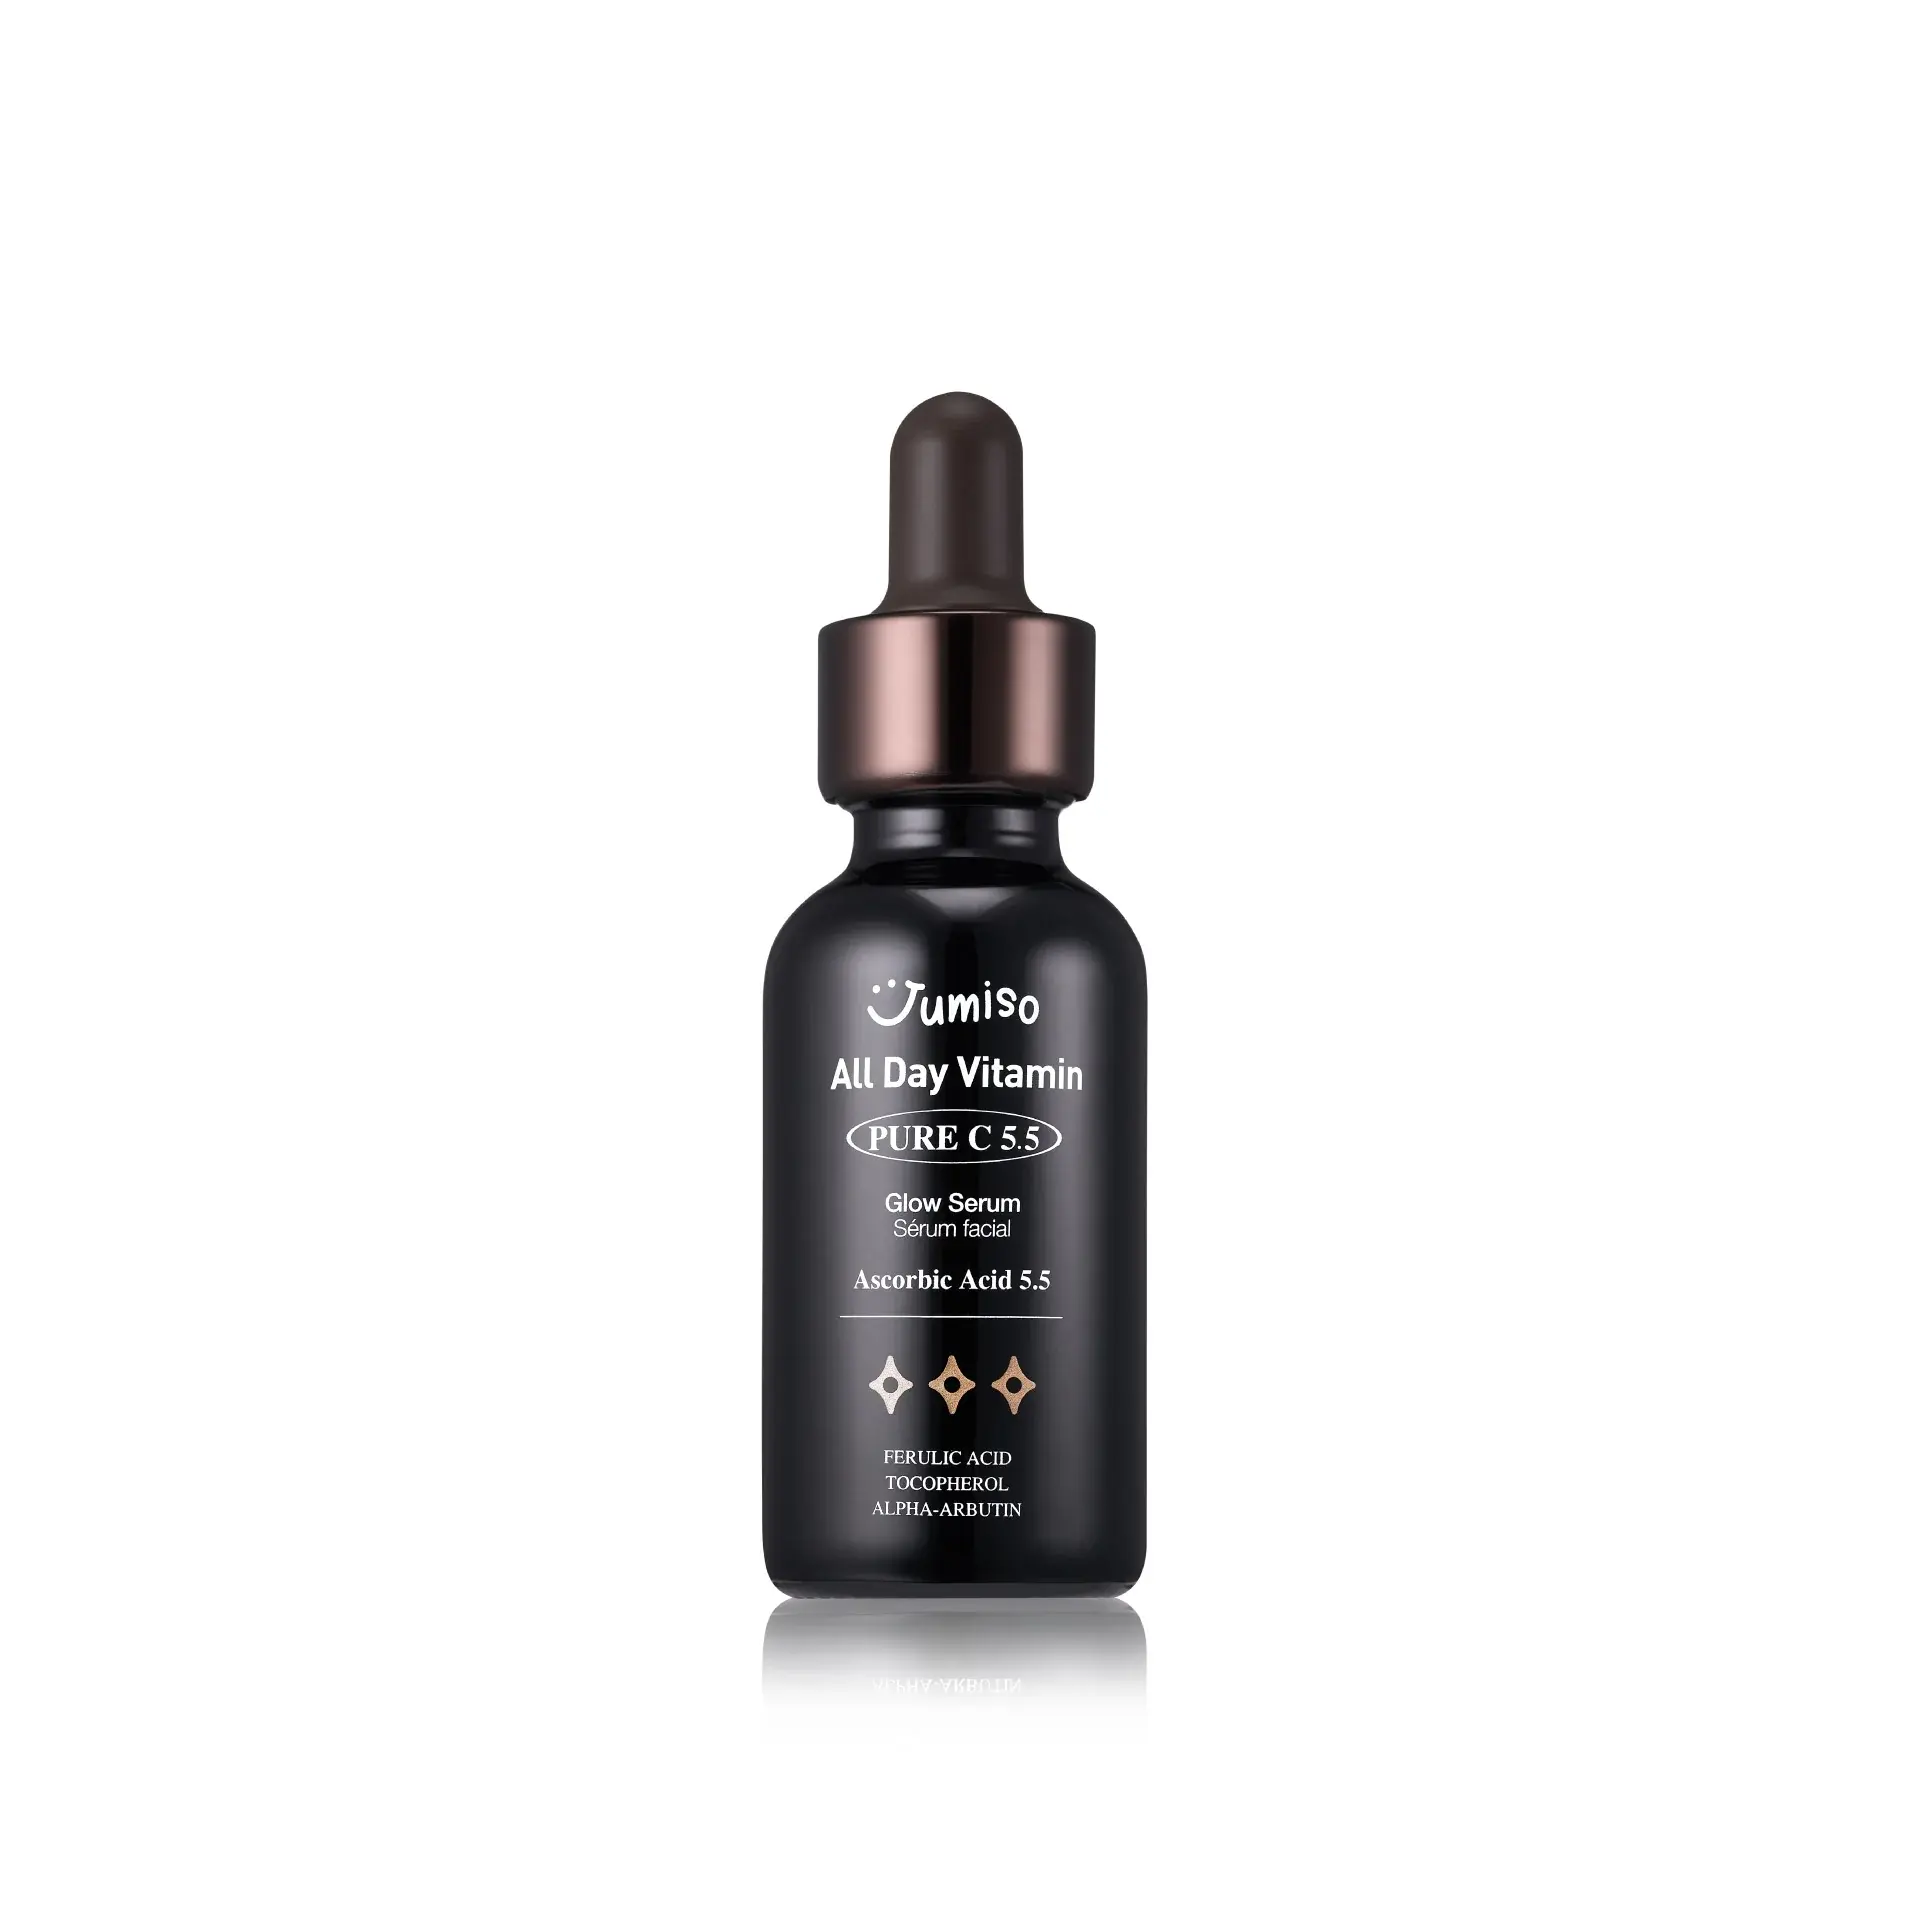 Jumiso
All Day Vitamin
PURE C 5.5
Glow Serum
Sérum facial
Ascorbic Acid 5.5
FERULIC ACID
TOCOPHEROL
ALPHA-ARBUTIN